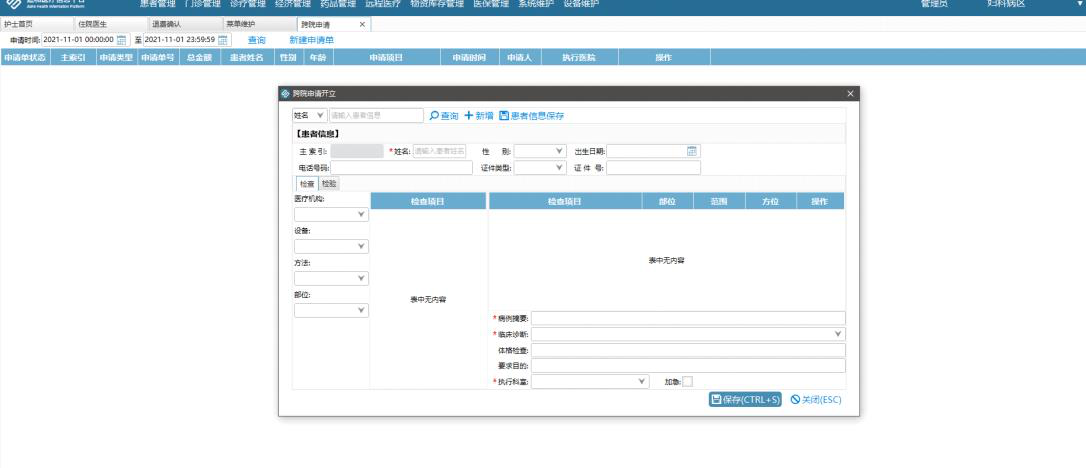 患者管理 门诊管理 诊疗管理 经济管理 药品管理 远程医疗 物资库存管理 医保管理 系统维护 设备维护 管理员 妇科病区
护士首页 住院医生 退票确认 菜单维护 跨院申请 ×
申请时间: 2021-11-01 00:00:00 至 2021-11-01 23:59:59 查询 新建申请单
申请单状态 主索引 申请类型 申请单号 总金额 患者姓名 性别 年龄 申请项目 申请时间 申请人 执行医院 操作
跨院申请开立 ×
姓名 请输入患者信息 查询 新增 患者信息保存
【患者信息】
主 索 引: *姓名: 请输入患者姓名 性 别: 出生日期:
电话号码: 证件类型: 证 件 号:
检查 检验
医疗机构:
设备:
方法:
部位:
检查项目
表中无内容
检查项目 部位 范围 方位 操作
表中无内容
*病例摘要:
*临床诊断:
体格检查:
要求目的:
*执行科室: 加急:
保存(CTRL+S) 关闭(ESC)